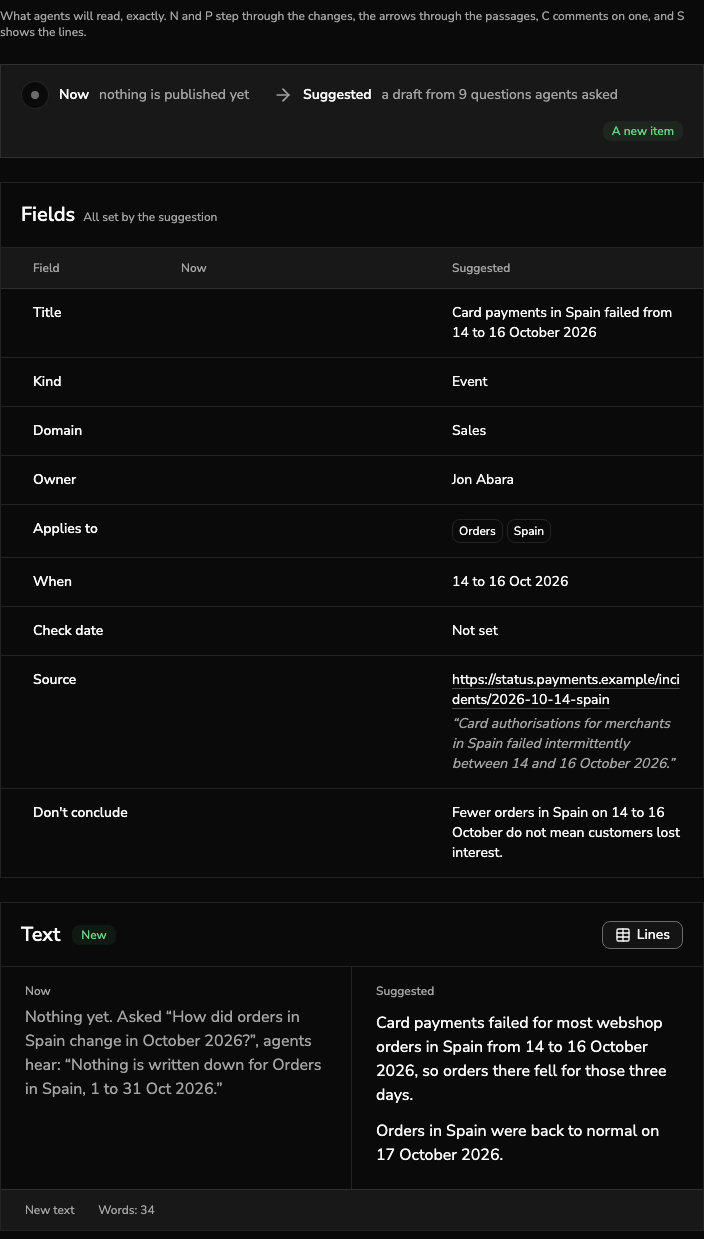 What agents will read, exactly. N and P step through the changes, the arrows through the passages, C comments on one, and S
shows the lines.
Now nothing is published yet → Suggested a draft from 9 questions agents asked
A new item
Fields All set by the suggestion
Field Now Suggested
Title Card payments in Spain failed from
14 to 16 October 2026
Kind Event
Domain Sales
Owner Jon Abara
Applies to Orders Spain
When 14 to 16 Oct 2026
Check date Not set
Source https://status.payments.example/inci
dents/2026-10-14-spain
“Card authorisations for merchants
in Spain failed intermittently
between 14 and 16 October 2026.”
Don't conclude Fewer orders in Spain on 14 to 16
October do not mean customers lost
interest.
Text New Lines
Now
Nothing yet. Asked “How did orders in
Spain change in October 2026?”, agents
hear: “Nothing is written down for Orders
in Spain, 1 to 31 Oct 2026.”
Suggested
Card payments failed for most webshop
orders in Spain from 14 to 16 October
2026, so orders there fell for those three
days.
Orders in Spain were back to normal on
17 October 2026.
New text Words: 34